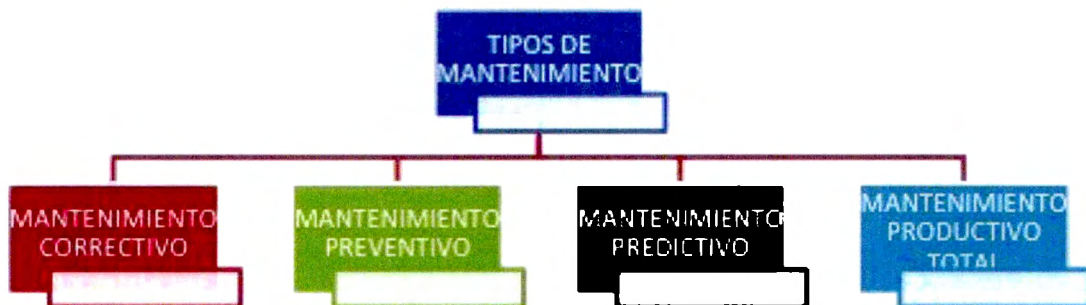 TIPOS DE
MANTENIMIENTO
MANTENIMIENTO
CORRECTIVO
MANTENIMIENTO
PREVENTIVO
MANTENIMIENTO
PREDICTIVO
MANTENIMIENTO
PRODUCTIVO
TOTAL